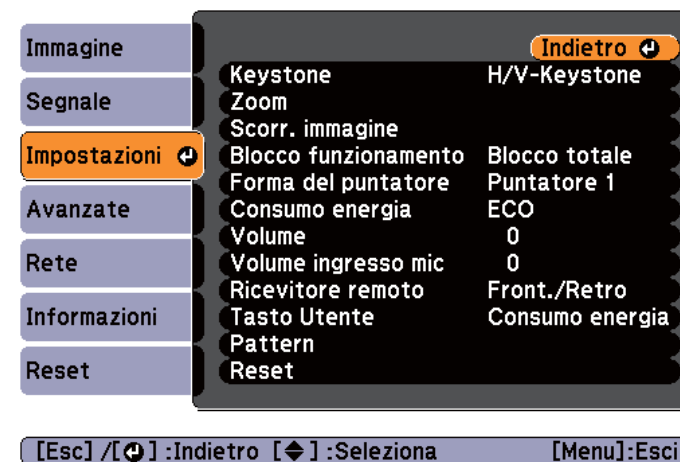 Immagine
Segnale
Impostazioni
Avanzate
Rete
Informazioni
Reset
Indietro
Keystone H/V-Keystone
Zoom
Scorr. immagine
Blocco funzionamento Blocco totale
Forma del puntatore Puntatore 1
Consumo energia ECO
Volume 0
Volume ingresso mic 0
Ricevitore remoto Front./Retro
Tasto Utente Consumo energia
Pattern
Reset
[Esc] /[⏎] :Indietro [◆] :Seleziona [Menu]:Esci